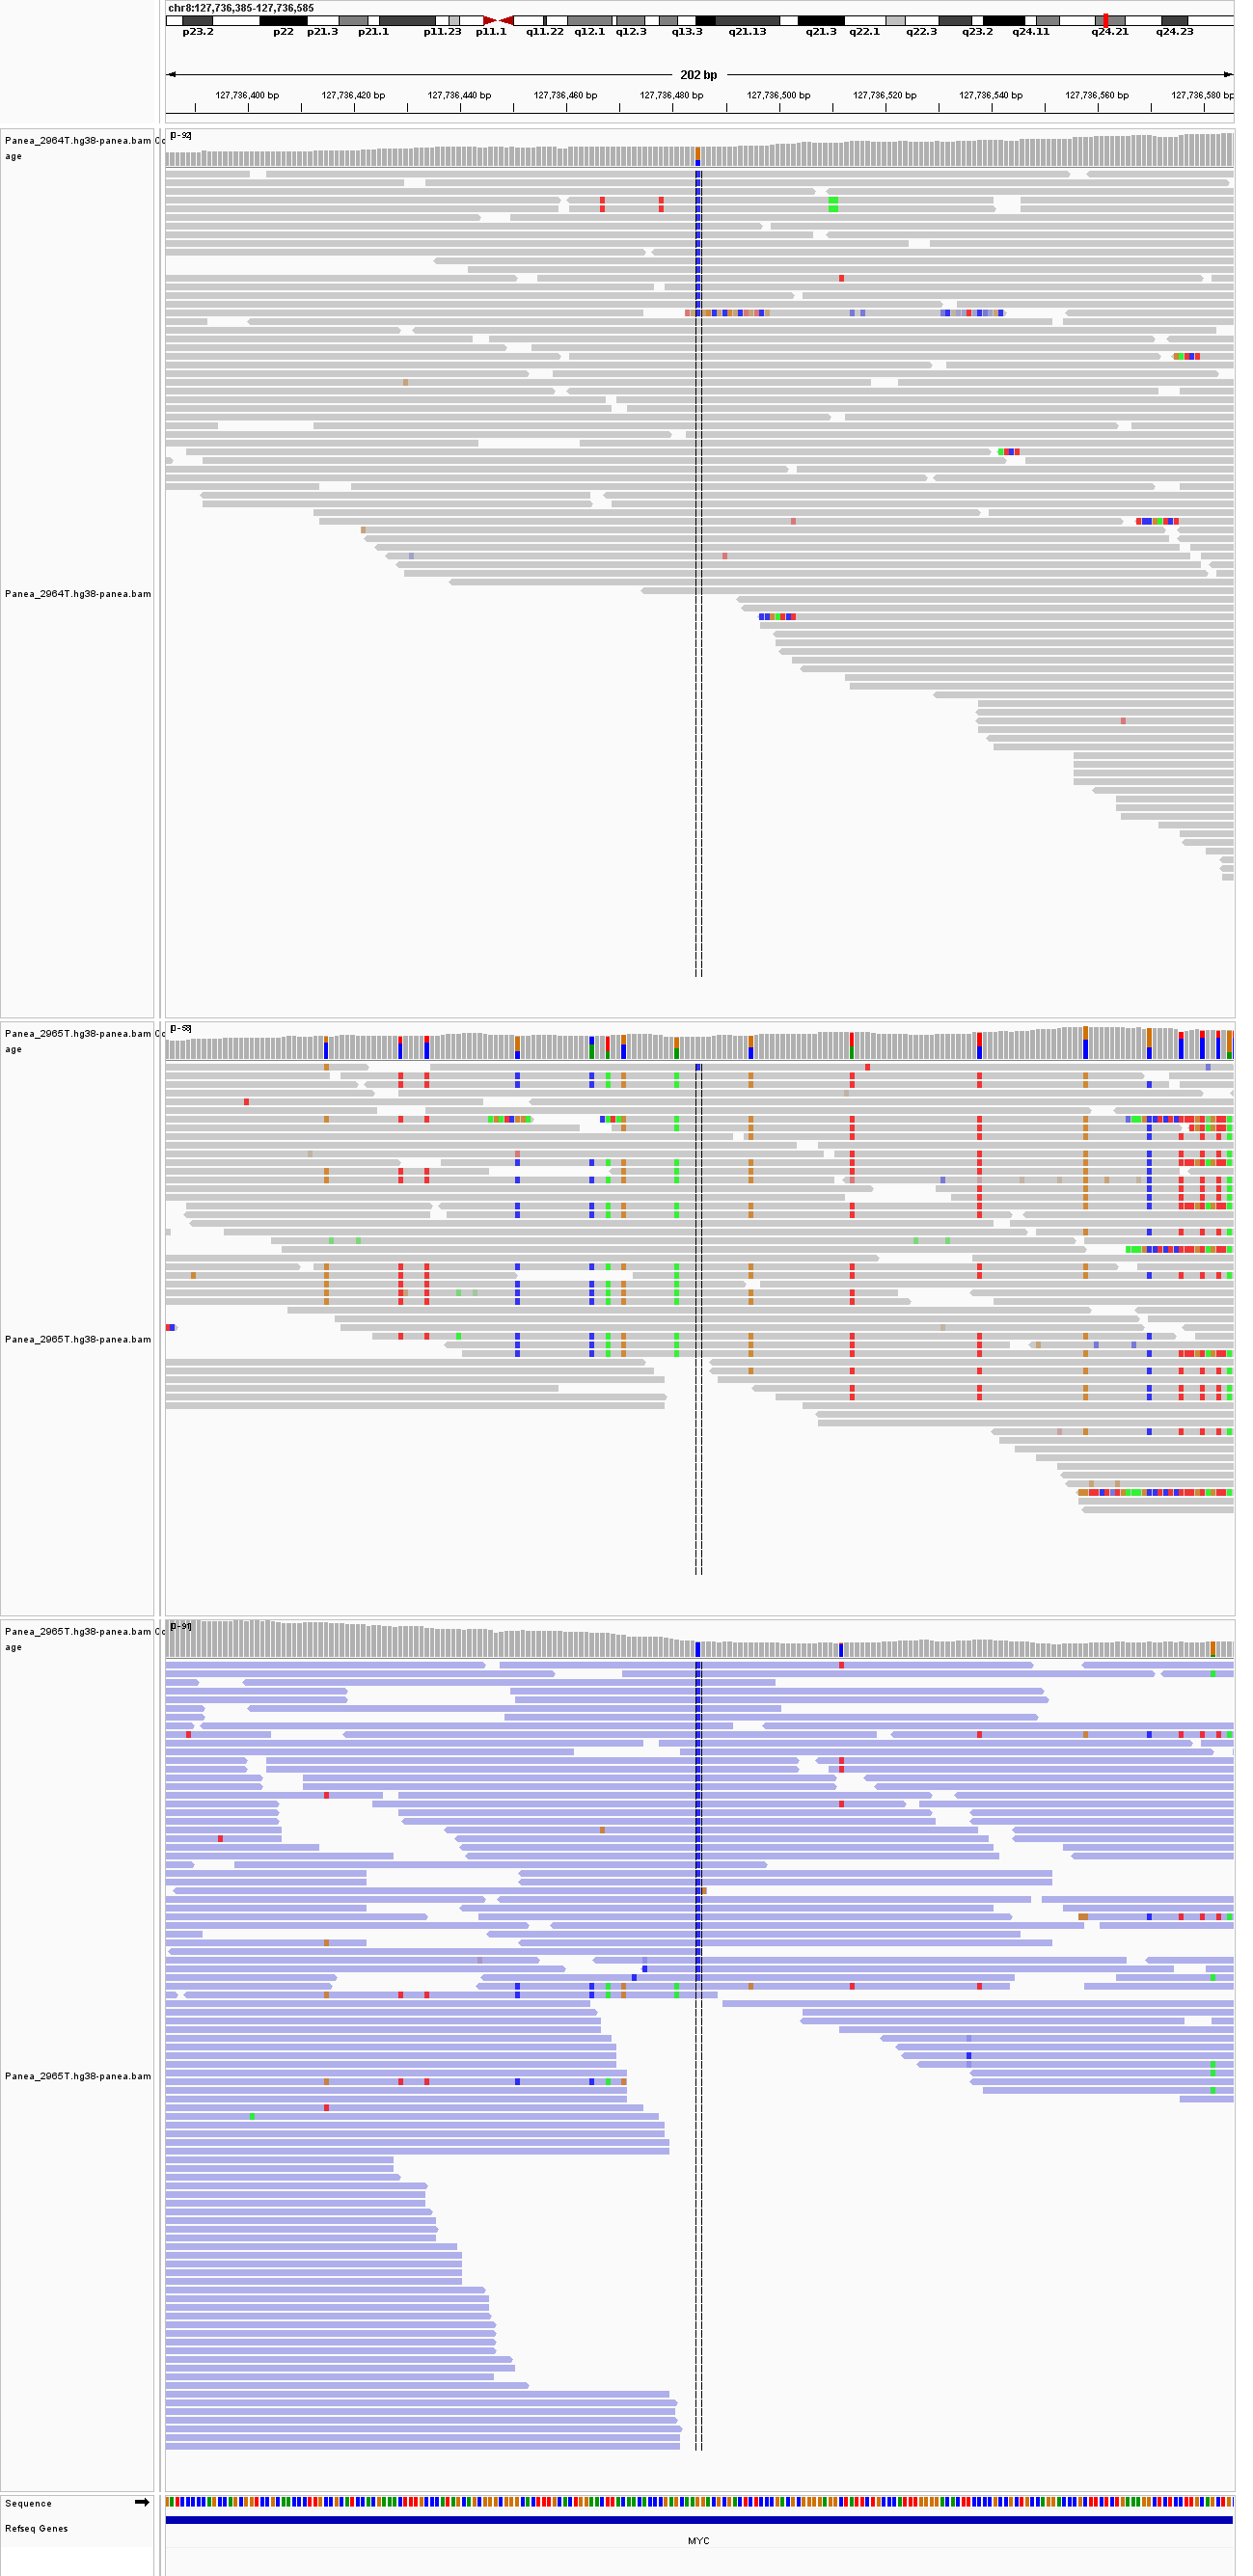 chr8:127,736,385-127,736,585
p23.2 p22 p21.3 p21.1 p11.23 p11.1 q11.22 q12.1 q12.3 q13.3 q21.13 q21.3 q22.1 q22.3 q23.2 q24.11 q24.21 q24.23
202 bp
127,736,400 bp 127,736,420 bp 127,736,440 bp 127,736,460 bp 127,736,480 bp 127,736,500 bp 127,736,520 bp 127,736,540 bp 127,736,560 bp 127,736,580 bp
Panea_2964T.hg38-panea.bam Co
age
[0-92]
Panea_2964T.hg38-panea.bam
Panea_2965T.hg38-panea.bam Co
age
Panea_2965T.hg38-panea.bam
Panea_2965T.hg38-panea.bam Co
age
[0-91]
Panea_2965T.hg38-panea.bam
Sequence
Refseq Genes
MYC